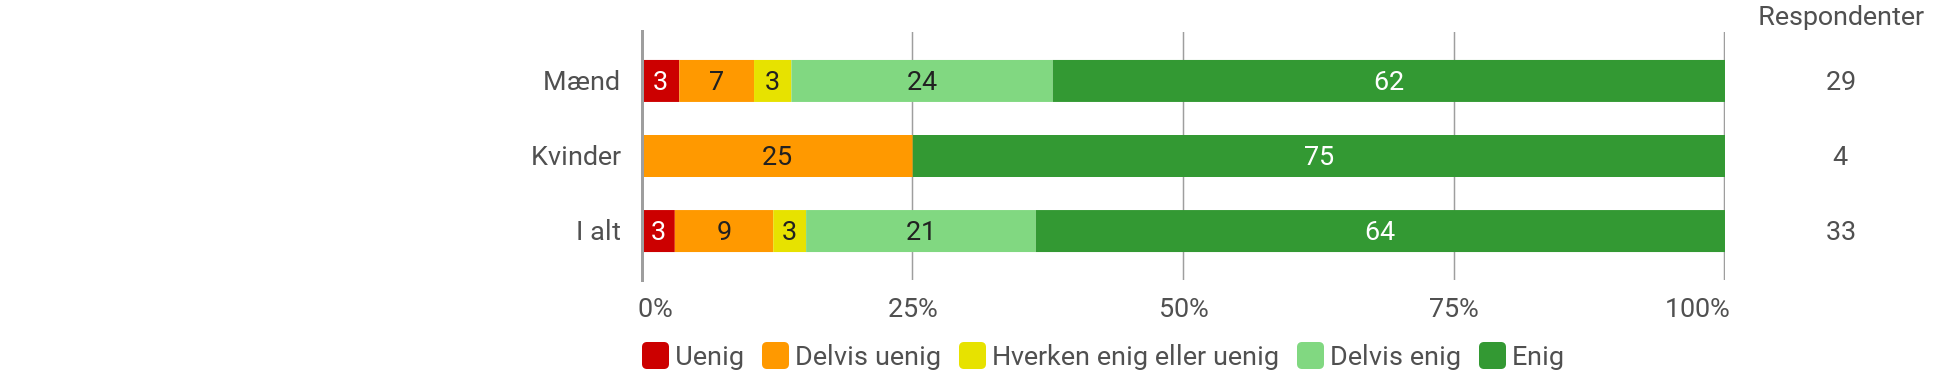 Respondenter
Mænd 3 7 3 24 62 29
Kvinder 25 75 4
I alt 3 9 3 21 64 33
0% 25% 50% 75% 100%
Uenig Delvis uenig Hverken enig eller uenig Delvis enig Enig